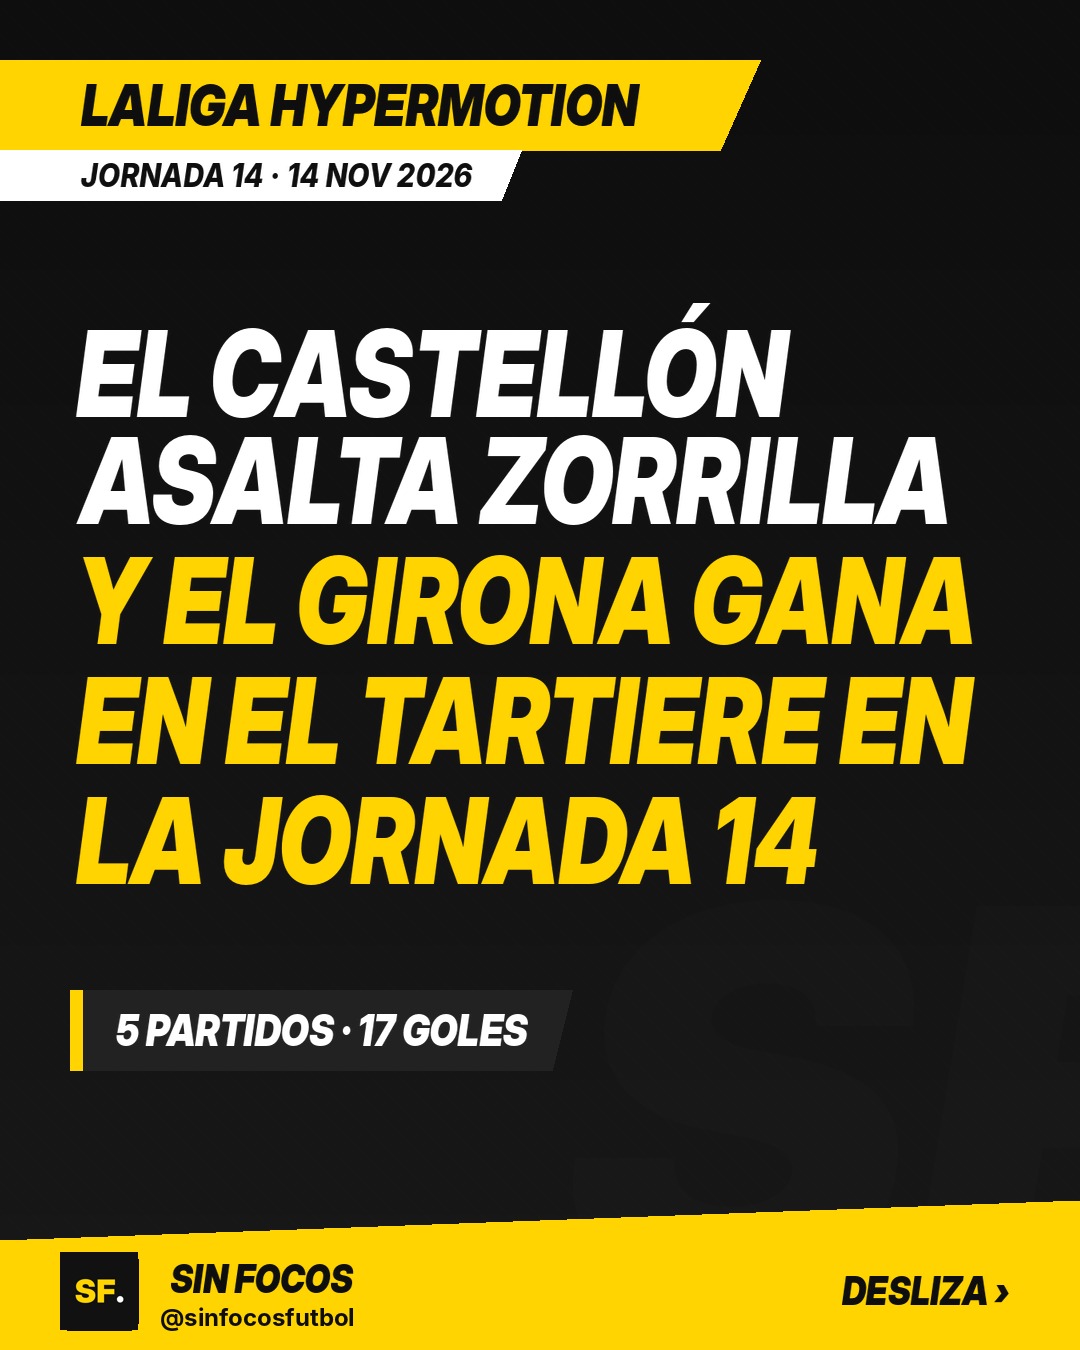 LALIGA HYPERMOTION
JORNADA 14 · 14 NOV 2026
EL CASTELLÓN
ASALTA ZORRILLA
Y EL GIRONA GANA
EN EL TARTIERE EN
LA JORNADA 14
5 PARTIDOS · 17 GOLES
SF
SF.
SIN FOCOS
@sinfocosfutbol
DESLIZA ›